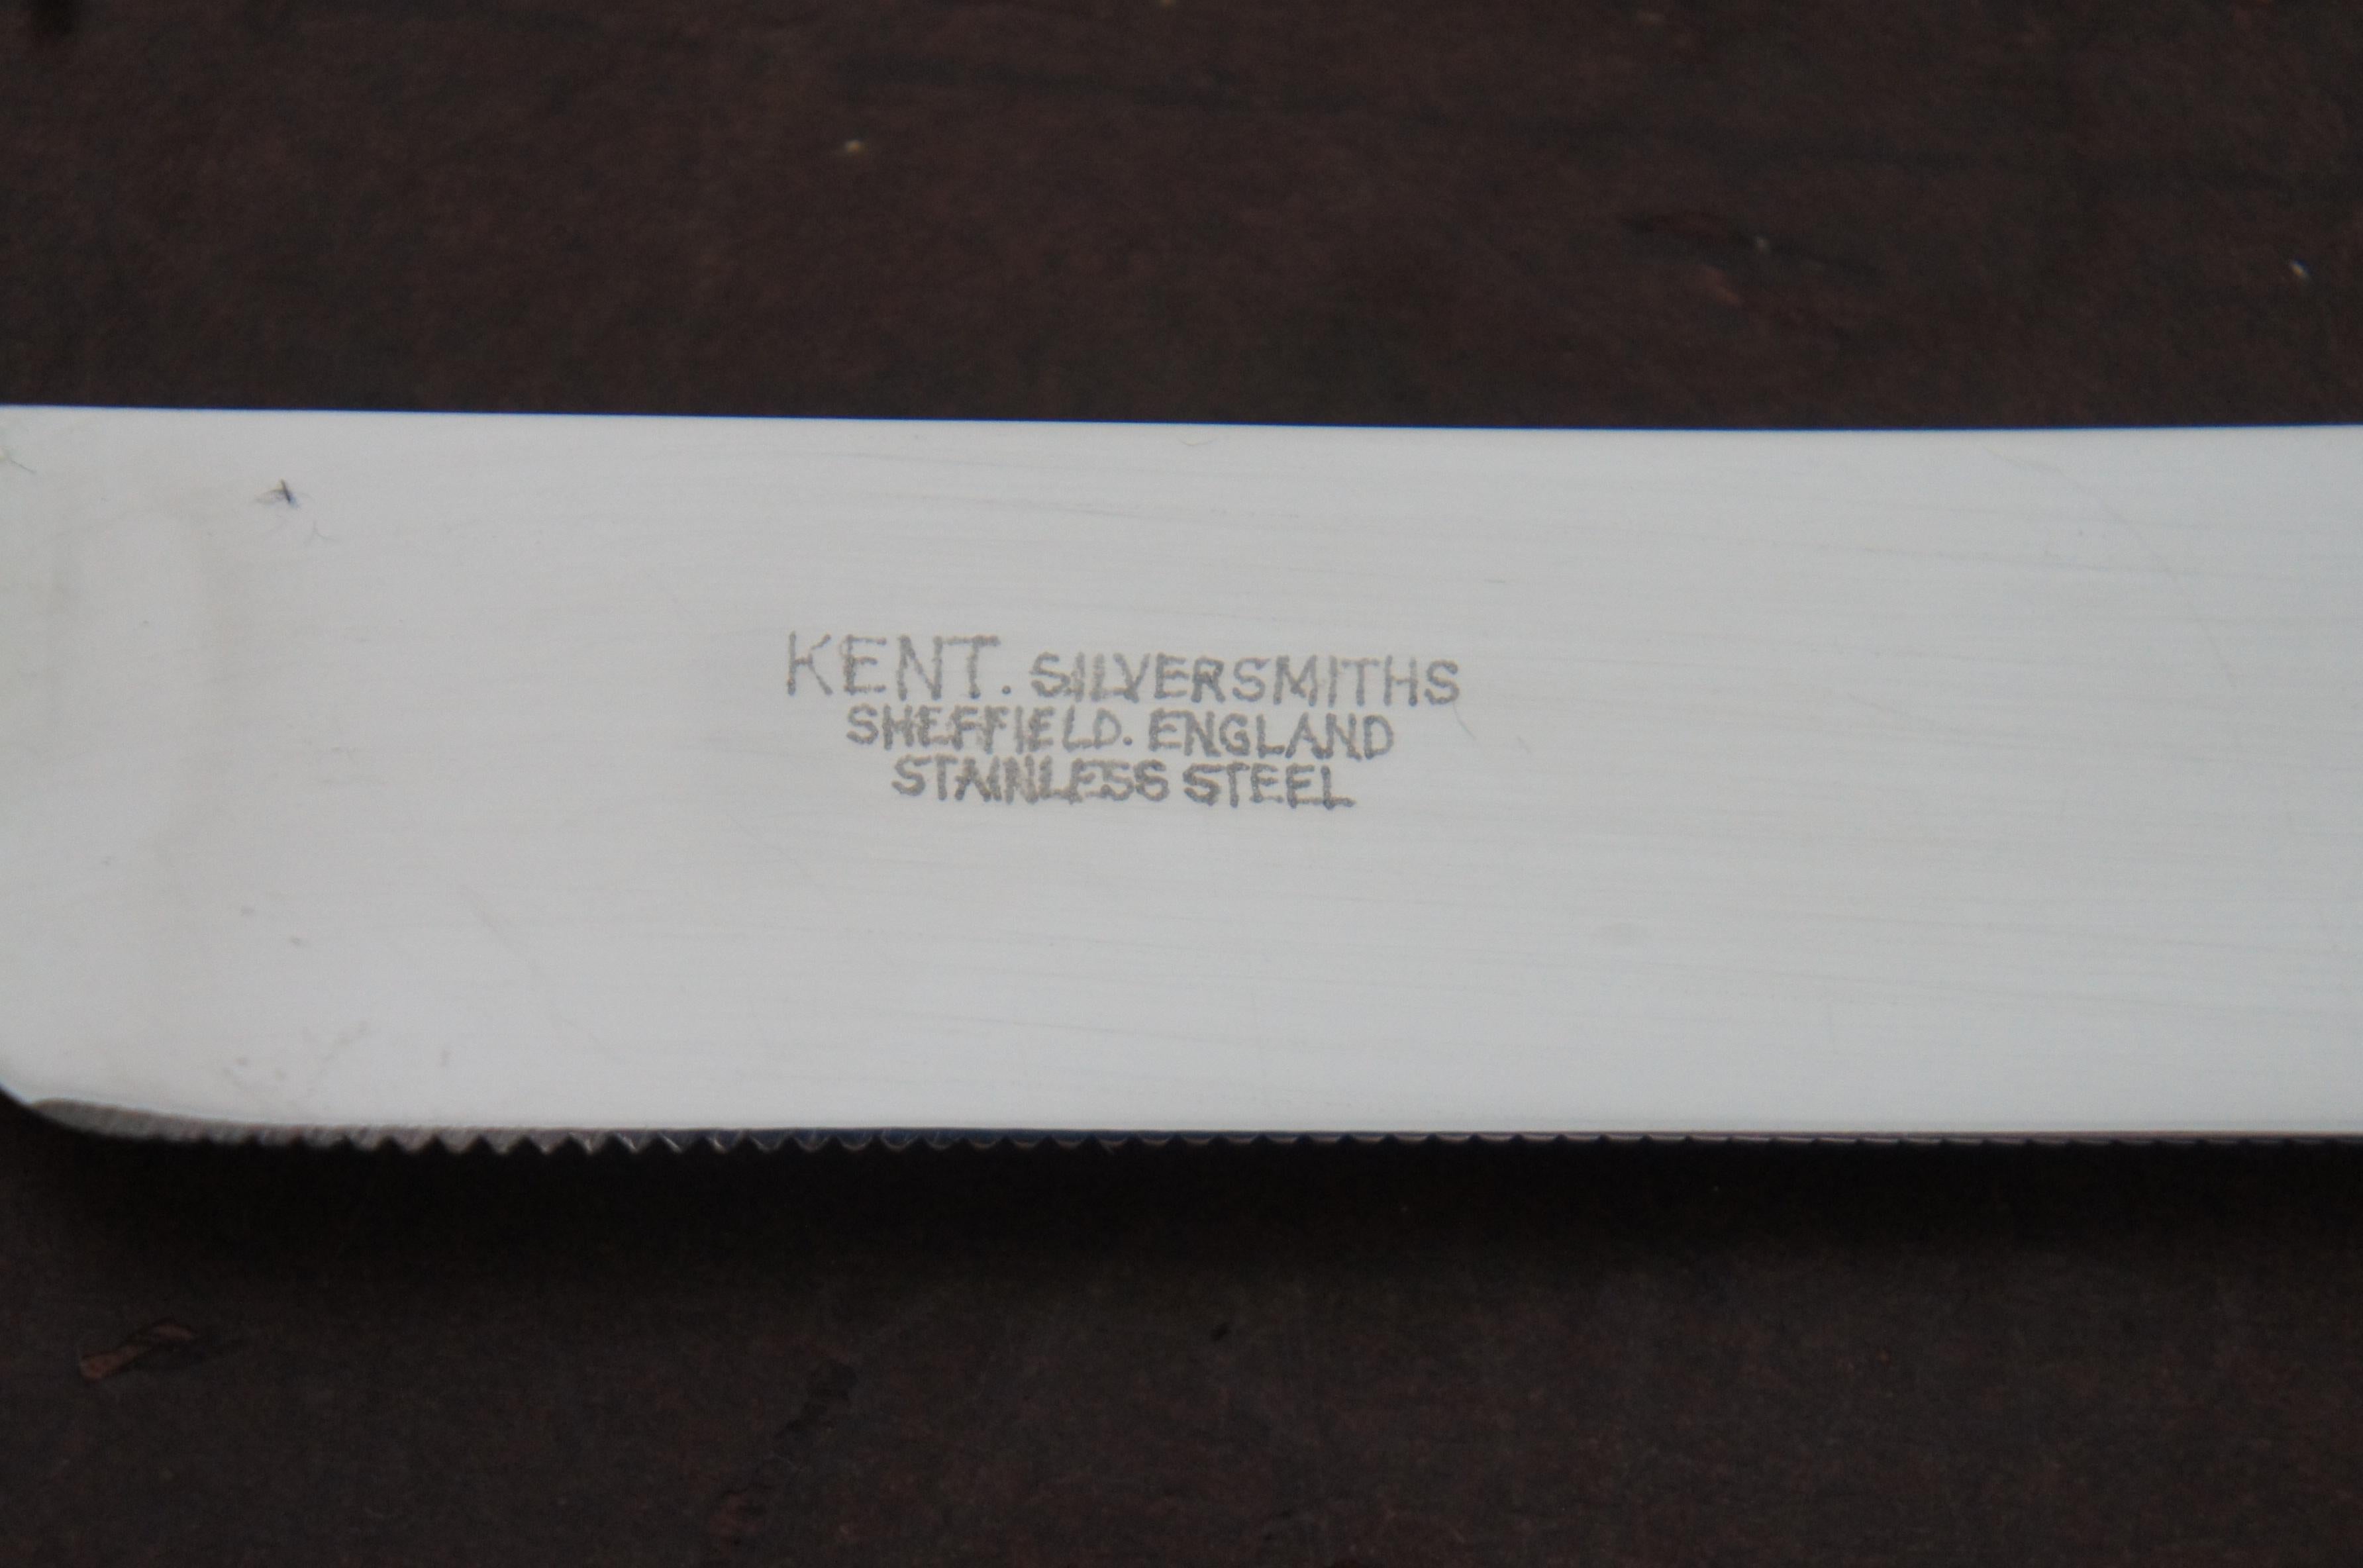 KENT. SILVERSMITHS
SHEFFIELD. ENGLAND
STAINLESS STEEL